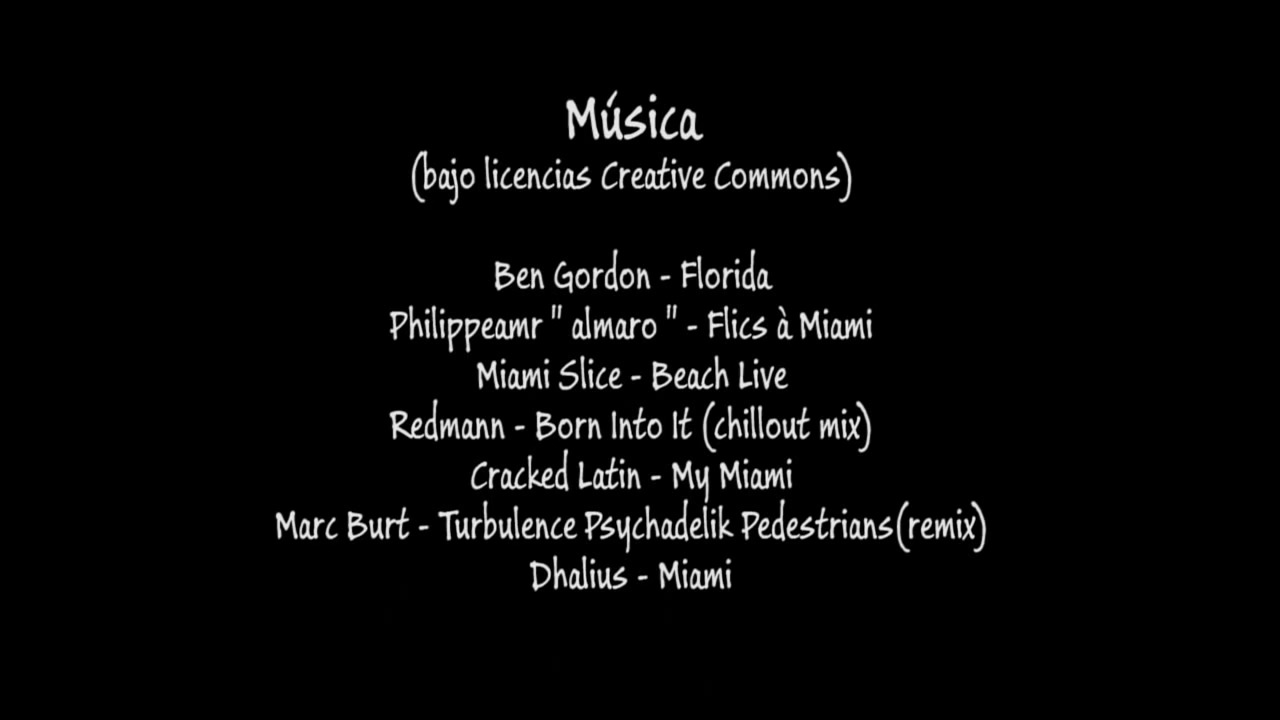 Música
(bajo licencias Creative Commons)
Ben Gordon - Florida
Philippeamr " almaro " - Flics à Miami
Miami Slice - Beach Live
Redmann - Born Into It (chillout mix)
Cracked Latin - My Miami
Marc Burt - Turbulence Psychadelik Pedestrians(remix)
Dhalius - Miami